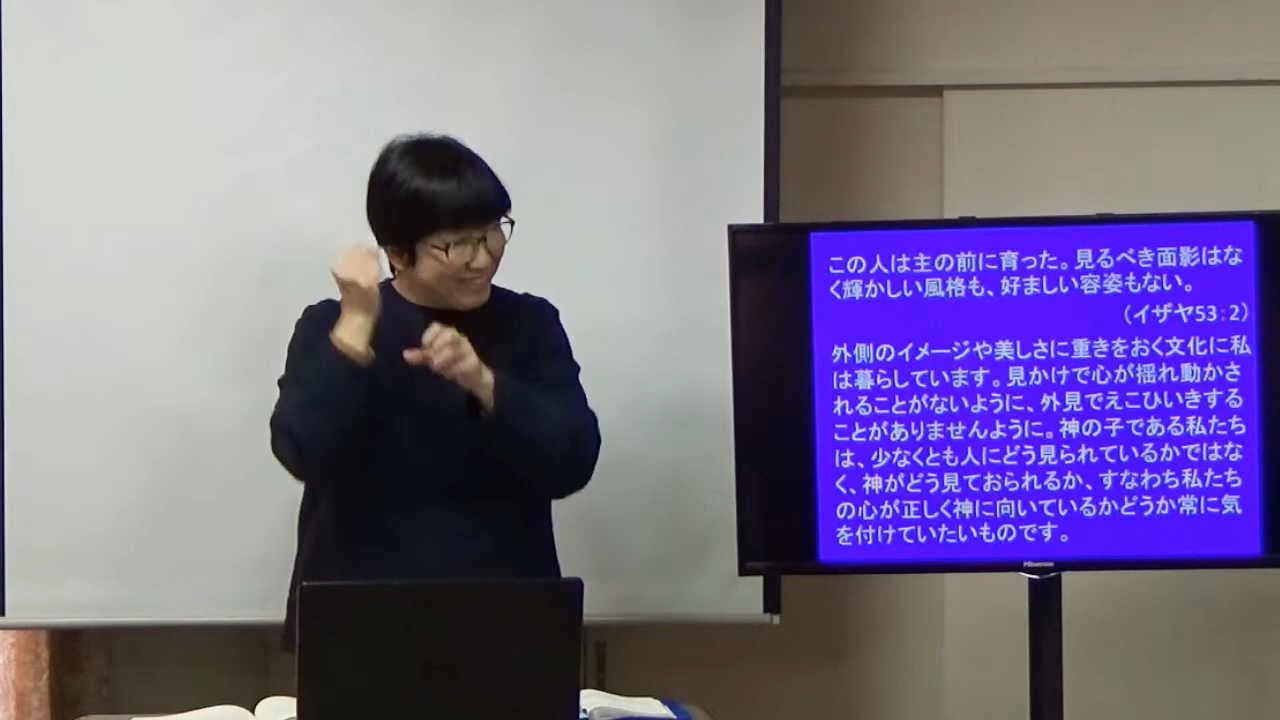 この人は主の前に育った。見るべき面影はな
く輝かしい風格も、好ましい容姿もない。
（イザヤ53：2）
外側のイメージや美しさに重きをおく文化に私
は暮らしています。見かけで心が揺れ動かさ
れることがないように、外見でえこひいきする
ことがありませんように。神の子である私たち
は、少なくとも人にどう見られているかではな
く、神がどう見ておられるか、すなわち私たち
の心が正しく神に向いているかどうか常に気
を付けていたいものです。
Hisense